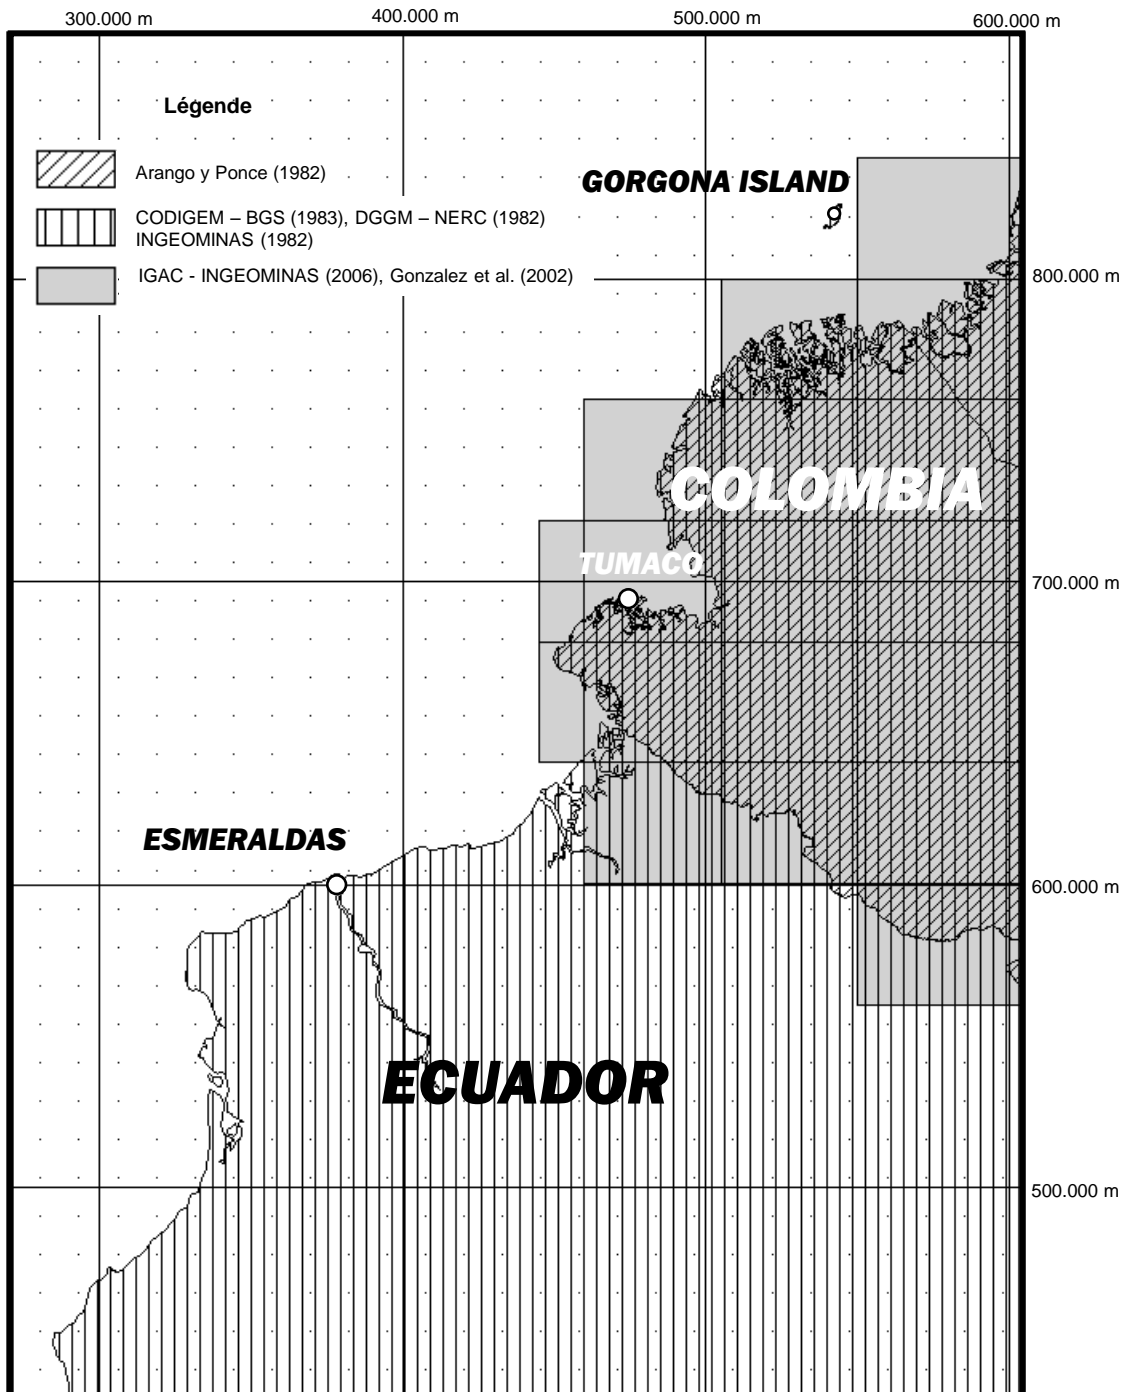 300.000 m
400.000 m
500.000 m
600.000 m
Légende
Arango y Ponce (1982)
CODIGEM – BGS (1983), DGGM – NERC (1982)
INGEOMINAS (1982)
IGAC - INGEOMINAS (2006), Gonzalez et al. (2002)
GORGONA ISLAND
800.000 m
COLOMBIA
TUMACO
700.000 m
ESMERALDAS
600.000 m
ECUADOR
500.000 m